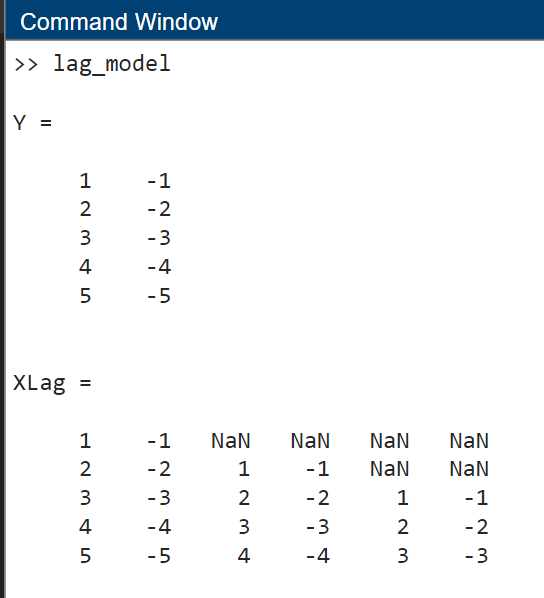 Command Window
>> lag_model
Y =
1 -1
2 -2
3 -3
4 -4
5 -5
XLag =
1 -1 NaN NaN NaN NaN
2 -2 1 -1 NaN NaN
3 -3 2 -2 1 -1
4 -4 3 -3 2 -2
5 -5 4 -4 3 -3